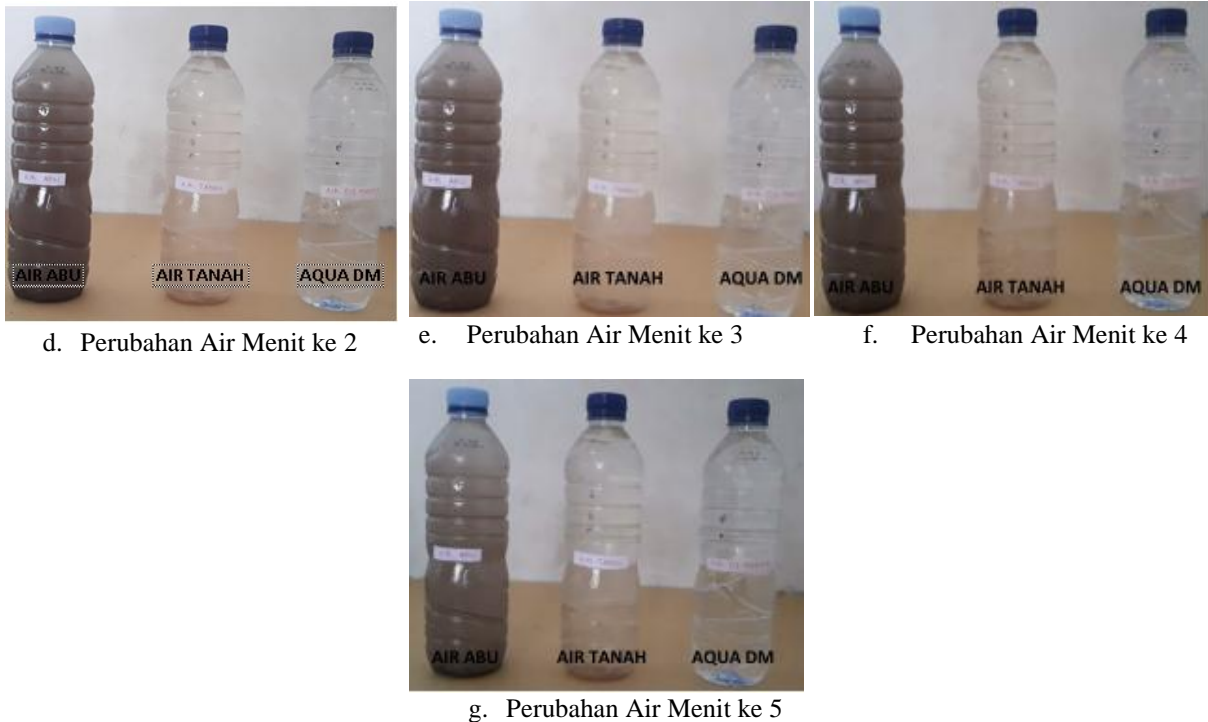 AIR ABU
AIR TANAH
AQUA DM
d. Perubahan Air Menit ke 2
AIR ABU
AIR TANAH
AQUA DM
e. Perubahan Air Menit ke 3
AIR ABU
AIR TANAH
AQUA DM
f. Perubahan Air Menit ke 4
AIR ABU
AIR TANAH
AQUA DM
g. Perubahan Air Menit ke 5